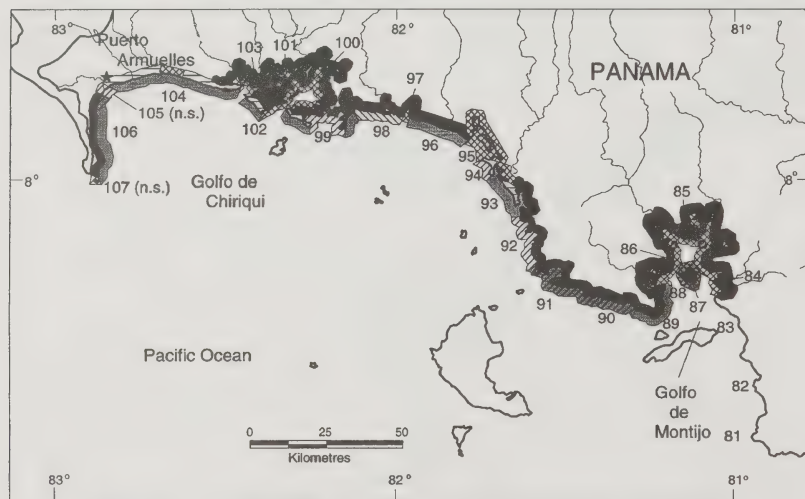 83°
82°
81°
Puerto
Armuelles
103
101
100
104
105 (n.s.)
106
107 (n.s.)
102
99
98
97
96
95
94
93
92
91
90
89
88
87
86
85
84
83
82
81
PANAMA
8°
8°
Golfo de
Chiriqui
Pacific Ocean
Golfo
de
Montijo
0 25 50
Kilometres
83°
82°
81°